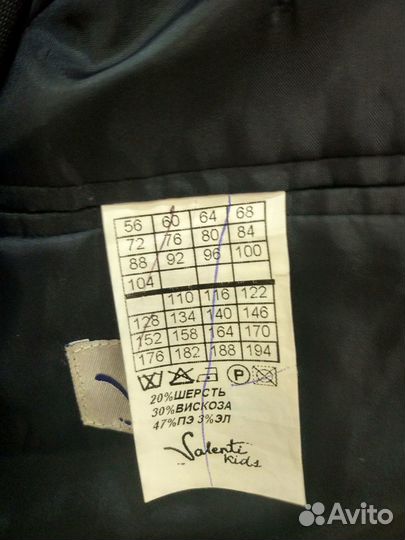 56 60 64 68
72 76 80 84
88 92 96 100
104
110 116 122
128 134 140 146
152 158 164 170
176 182 188 194
P
20%ШЕРСТЬ
30%ВИСКОЗА
47%ПЭ 3%ЭЛ
Valenti
Kids
Avito